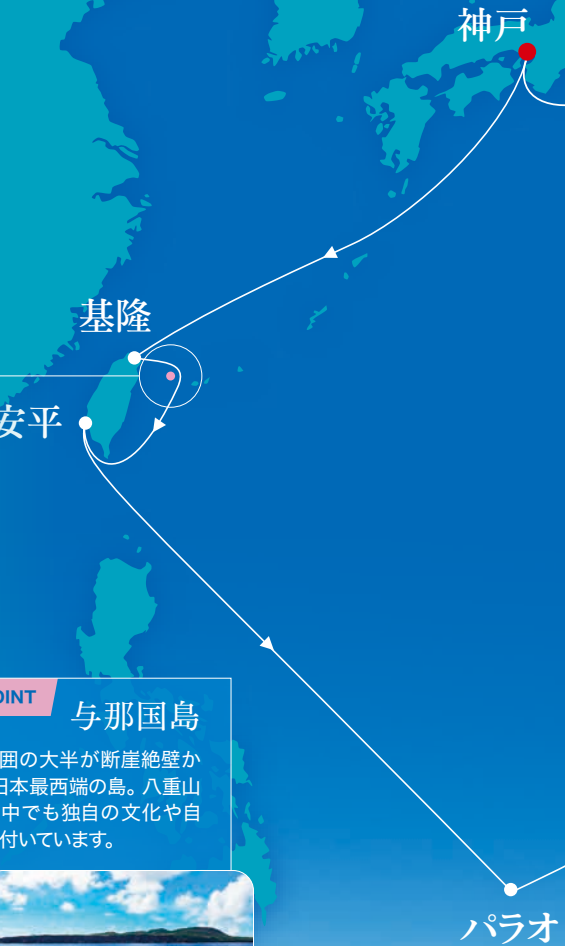 神戸
基隆
安平
OINT
与那国島
囲の大半が断崖絶壁か
日本最西端の島。八重山
中でも独自の文化や自
付いています。
パラオ